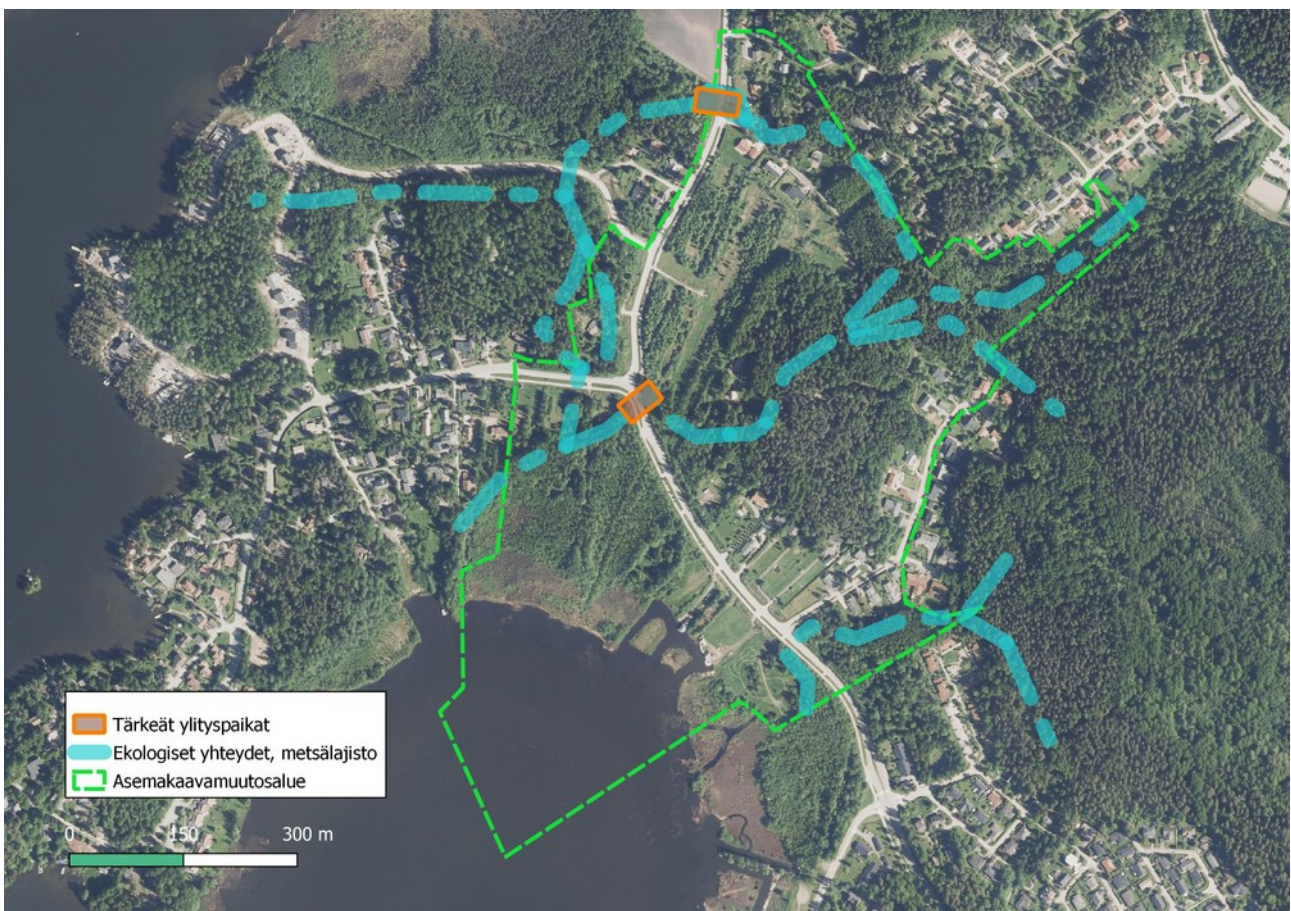 Tärkeät ylityspaikat
Ekologiset yhteydet, metsälajisto
Asemakaavamuutosalue
0 150 300 m